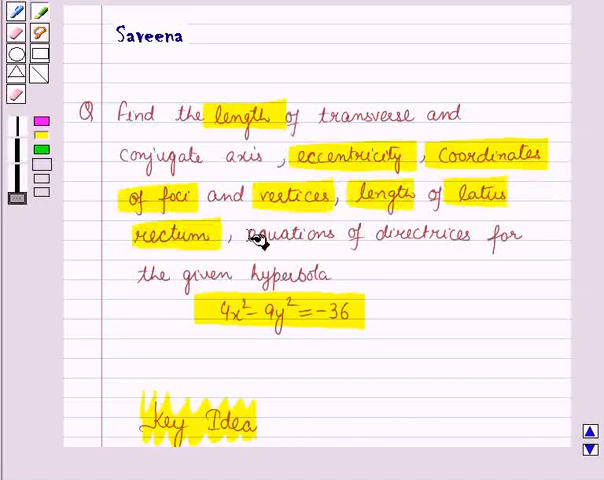 Saveena
Q Find the length of transverse and
conjugate axis, eccentricity, coordinates
of foci and vertices, length of latus
rectum, equations of directrices for
the given hyperbola
4x² - 9y² = -36
Key Idea